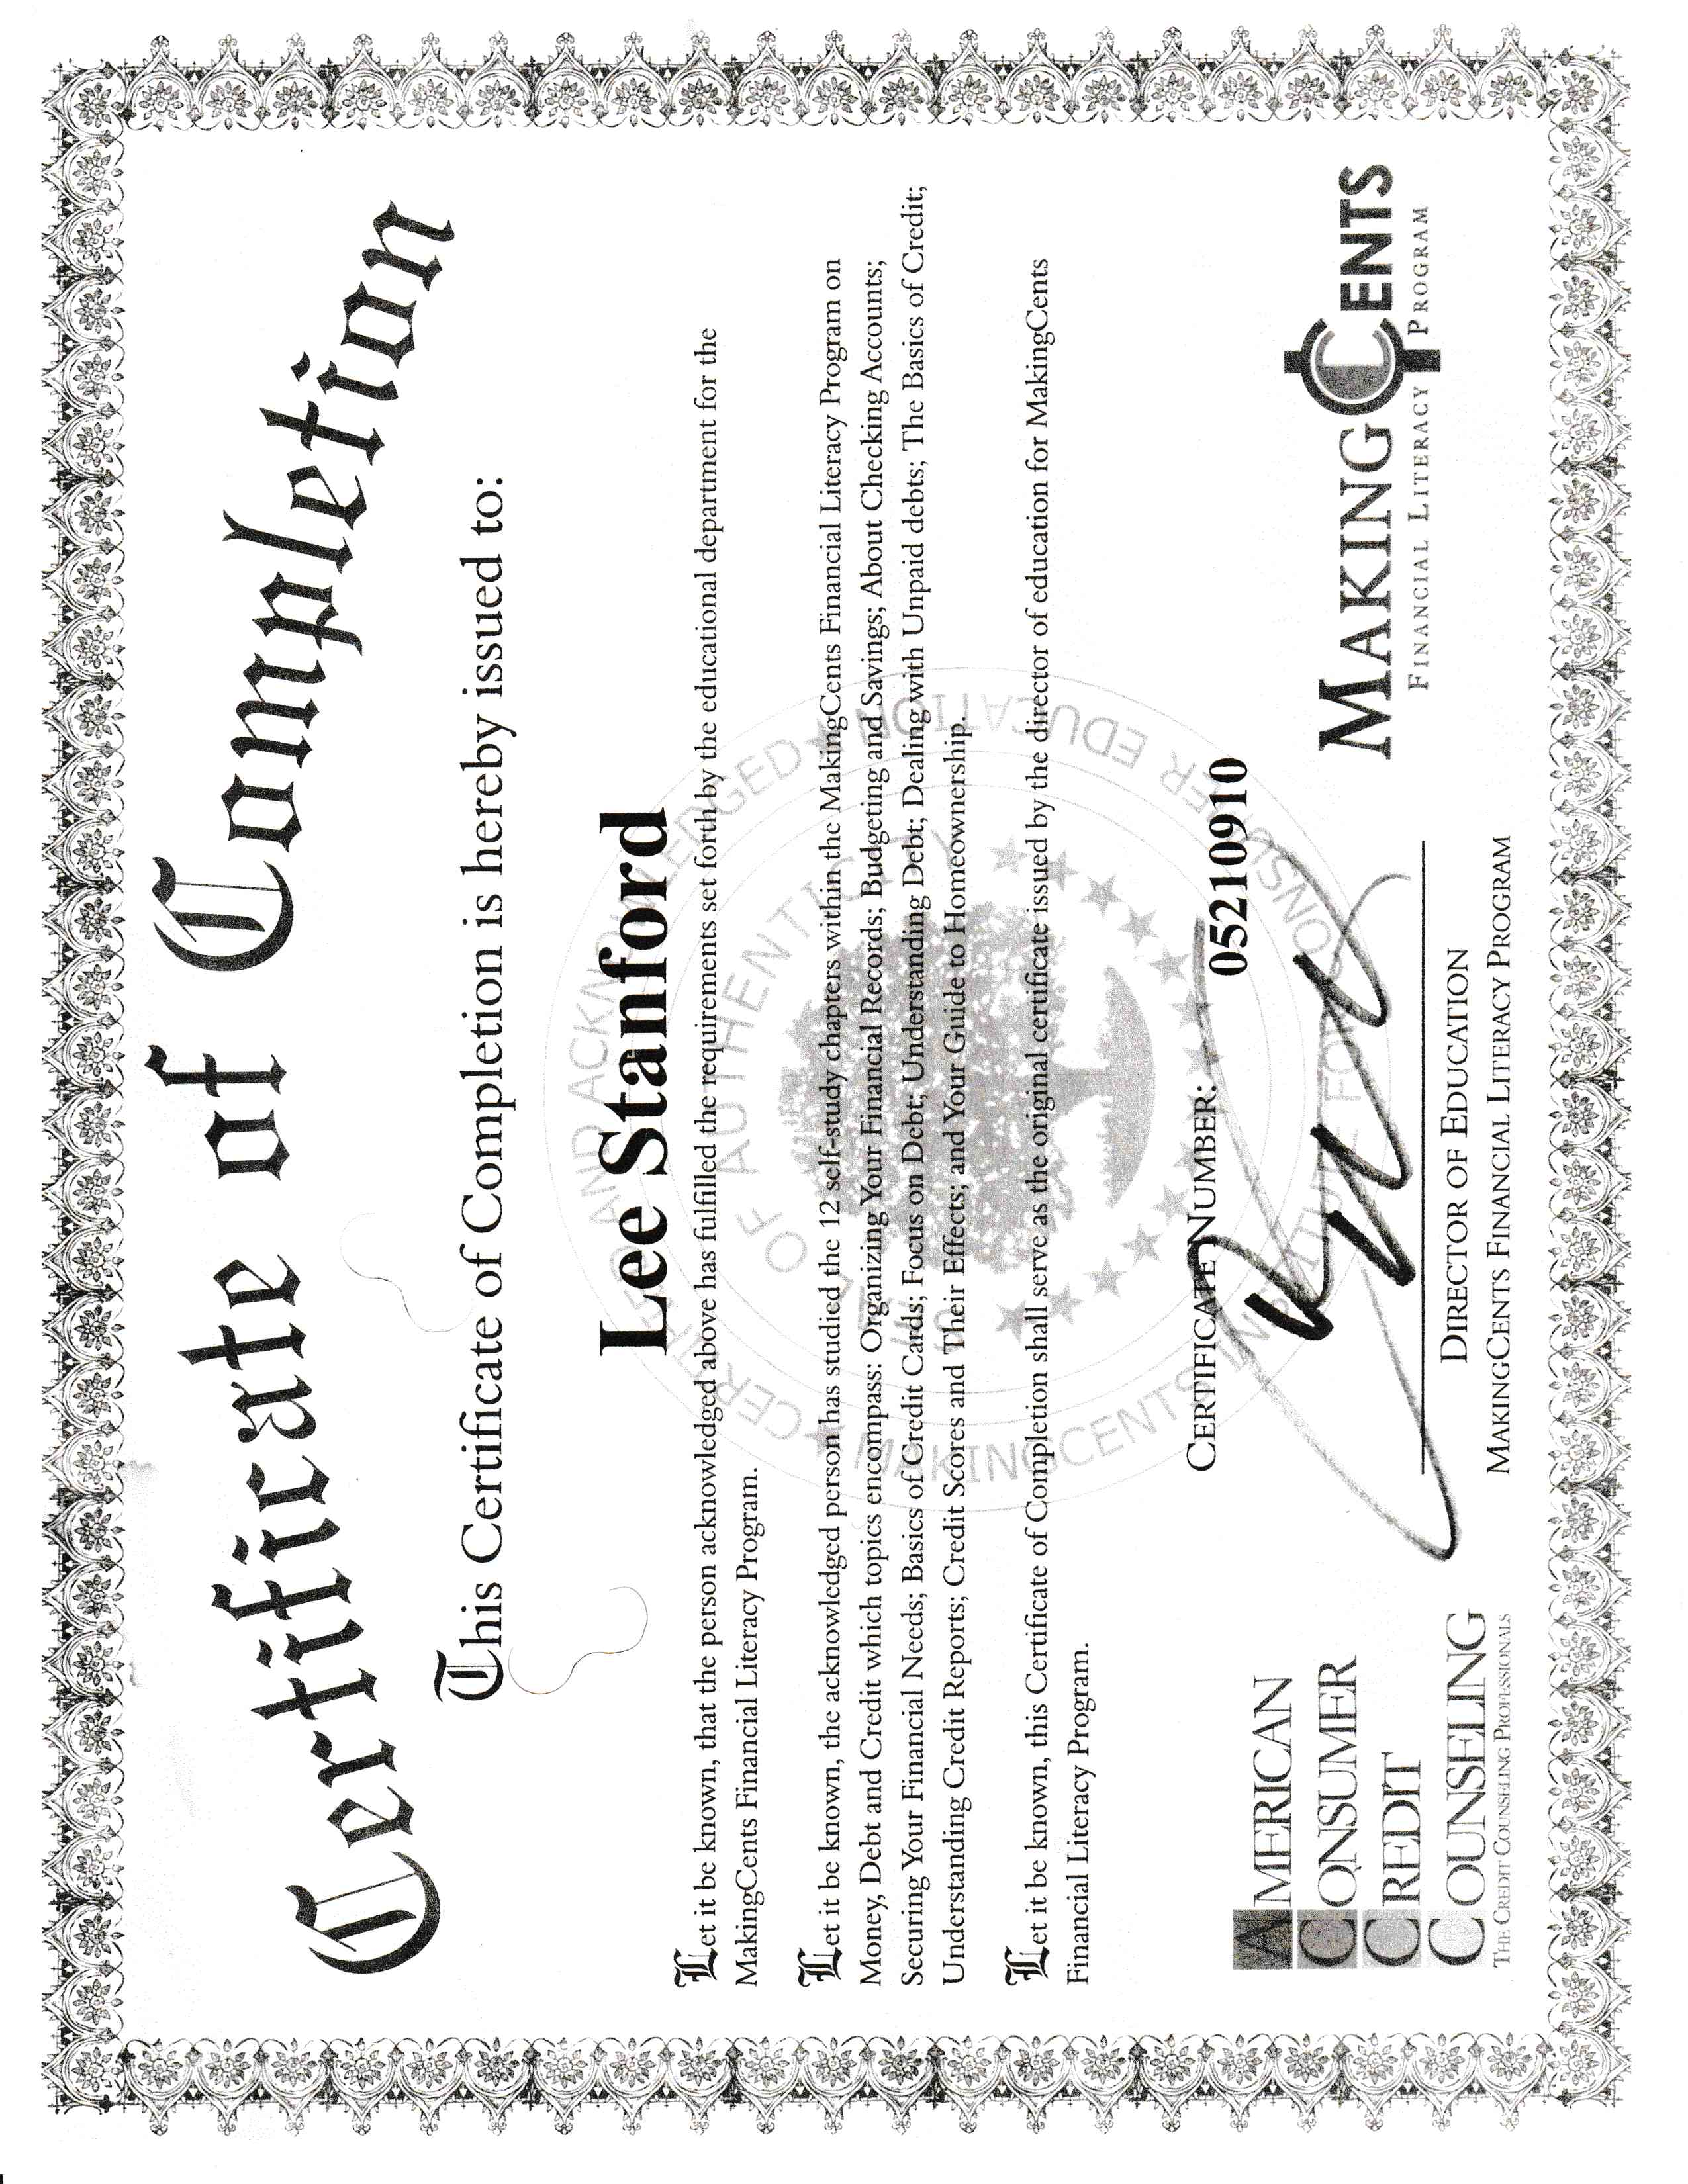 Certificate of Completion
This Certificate of Completion is hereby issued to:
Lee Stanford
Let it be known, that the person acknowledged above has fulfilled the requirements set forth by the educational department for the
MakingCents Financial Literacy Program.
Let it be known, the acknowledged person has studied the 12 self-study chapters within the MakingCents Financial Literacy Program on
Money, Debt and Credit which topics encompass: Organizing Your Financial Records; Budgeting and Savings; About Checking Accounts;
Securing Your Financial Needs; Basics of Credit Cards; Focus on Debt; Understanding Debt; Dealing with Unpaid debts; The Basics of Credit;
Understanding Credit Reports; Credit Scores and Their Effects; and Your Guide to Homeownership.
Let it be known, this Certificate of Completion shall serve as the original certificate issued by the director of education for MakingCents
Financial Literacy Program.
CERTIFIED AND ACKNOWLEDGED
MAKINGCENTS INSTITUTE FOR CONSUMER EDUCATION
SEAL OF AUTHENTICITY
CERTIFICATE NUMBER:
05210910
AMERICAN
CONSUMER
CREDIT
COUNSELING
THE CREDIT COUNSELING PROFESSIONALS
DIRECTOR OF EDUCATION
MAKINGCENTS FINANCIAL LITERACY PROGRAM
MAKINGCENTS
FINANCIAL LITERACY PROGRAM